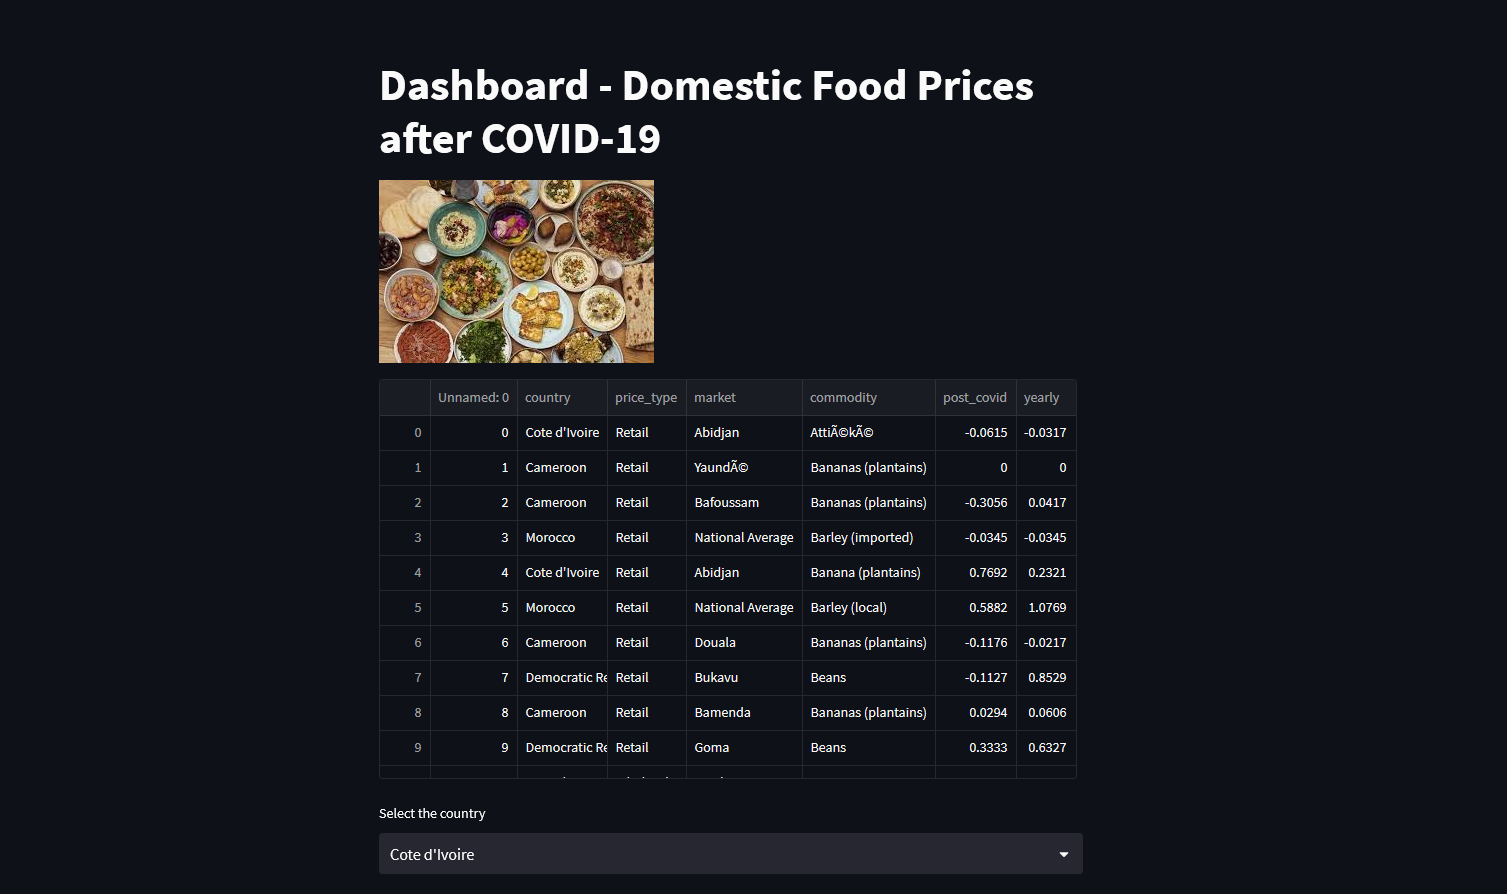 Dashboard - Domestic Food Prices
after COVID-19
Unnamed: 0 country price_type market commodity post_covid yearly
0 0 Cote d'Ivoire Retail Abidjan AttiÃ©kÃ© -0.0615 -0.0317
1 1 Cameroon Retail YaundÃ© Bananas (plantains) 0 0
2 2 Cameroon Retail Bafoussam Bananas (plantains) -0.3056 0.0417
3 3 Morocco Retail National Average Barley (imported) -0.0345 -0.0345
4 4 Cote d'Ivoire Retail Abidjan Banana (plantains) 0.7692 0.2321
5 5 Morocco Retail National Average Barley (local) 0.5882 1.0769
6 6 Cameroon Retail Douala Bananas (plantains) -0.1176 -0.0217
7 7 Democratic Re Retail Bukavu Beans -0.1127 0.8529
8 8 Cameroon Retail Bamenda Bananas (plantains) 0.0294 0.0606
9 9 Democratic Re Retail Goma Beans 0.3333 0.6327
Select the country
Cote d'Ivoire